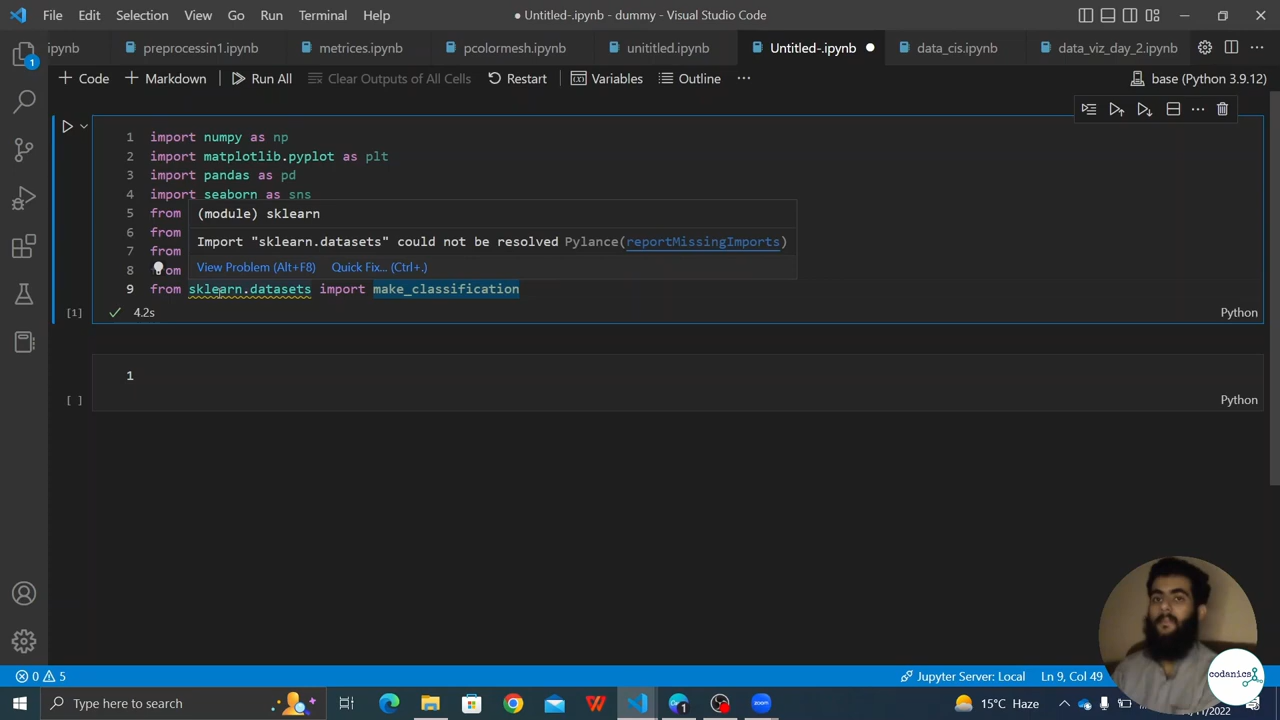 File Edit Selection View Go Run Terminal Help
● Untitled-.ipynb - dummy - Visual Studio Code
ipynb preprocessin1.ipynb metrices.ipynb pcolormesh.ipynb unititled.ipynb Untitled-.ipynb ● data_cis.ipynb data_viz_day_2.ipynb
+ Code + Markdown Run All Clear Outputs of All Cells Restart Variables Outline ··· base (Python 3.9.12)
1 import numpy as np
2 import matplotlib.pyplot as plt
3 import pandas as pd
4 import seaborn as sns
5 from
(module) sklearn
6 from
Import "sklearn.datasets" could not be resolved Pylance(reportMissingImports)
7 from
View Problem (Alt+F8) Quick Fix... (Ctrl+.)
8 from
9 from sklearn.datasets import make_classification
[1] 4.2s Python
1
[ ] Python
codanics
0 5 Jupyter Server: Local Ln 9, Col 49
Type here to search 15°C Haze